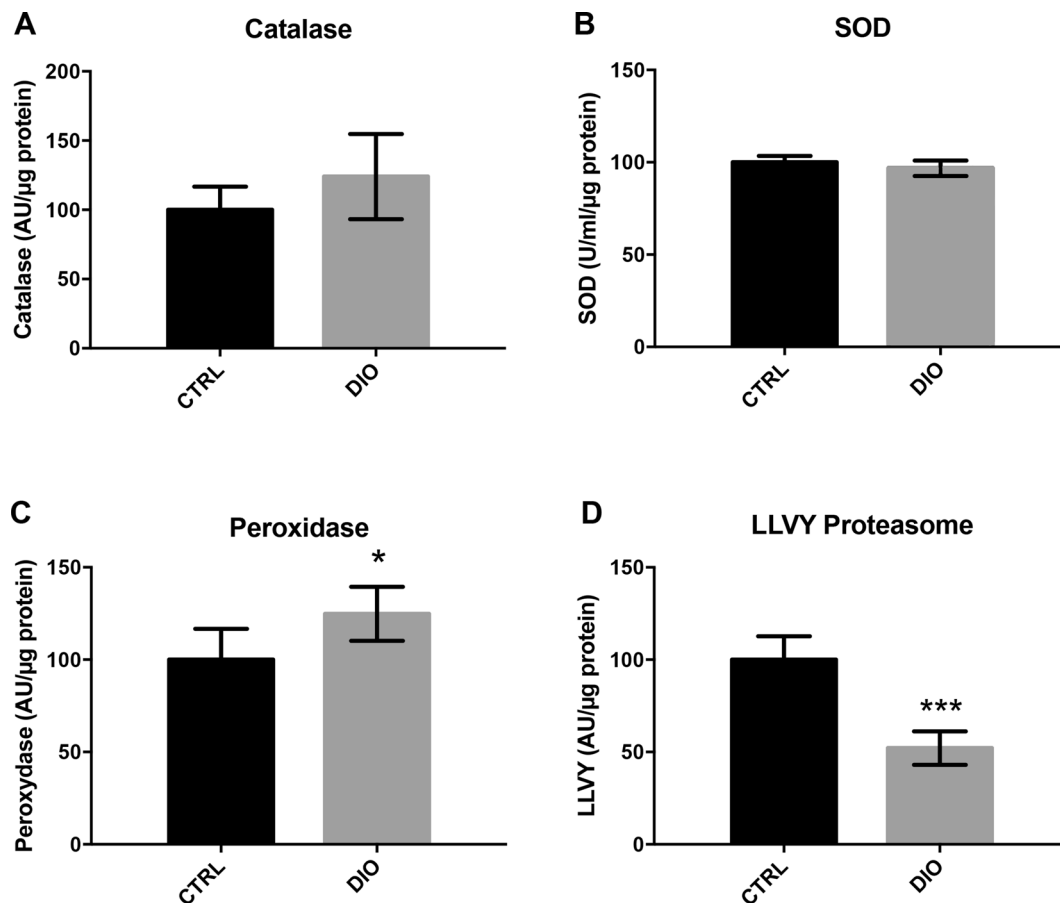 A
Catalase
Catalase (AU/µg protein)
200
150
100
50
0
CTRL
DIO
B
SOD
SOD (U/ml/µg protein)
150
100
50
0
CTRL
DIO
C
Peroxidase
Peroxydase (AU/µg protein)
150
100
50
0
*
CTRL
DIO
D
LLVY Proteasome
LLVY (AU/µg protein)
150
100
50
0
***
CTRL
DIO